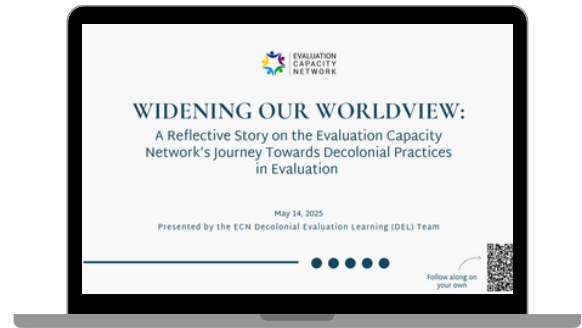 EVALUATION
CAPACITY
NETWORK
WIDENING OUR WORLDVIEW:
A Reflective Story on the Evaluation Capacity
Network's Journey Towards Decolonial Practices
in Evaluation
May 14, 2025
Presented by the ECN Decolonial Evaluation Learning (DEL) Team
Follow along on
your own